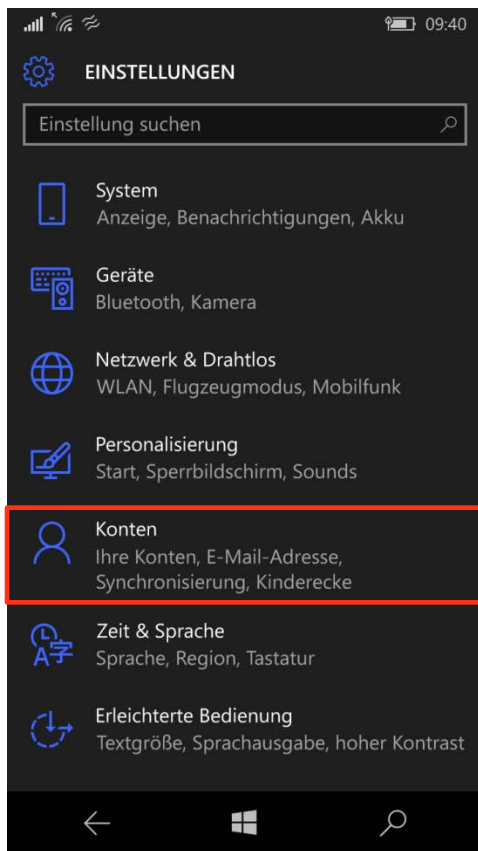 09:40
EINSTELLUNGEN
Einstellung suchen
System
Anzeige, Benachrichtigungen, Akku
Geräte
Bluetooth, Kamera
Netzwerk & Drahtlos
WLAN, Flugzeugmodus, Mobilfunk
Personalisierung
Start, Sperrbildschirm, Sounds
Konten
Ihre Konten, E-Mail-Adresse,
Synchronisierung, Kinderecke
A字
Zeit & Sprache
Sprache, Region, Tastatur
Erleichterte Bedienung
Textgröße, Sprachausgabe, hoher Kontrast